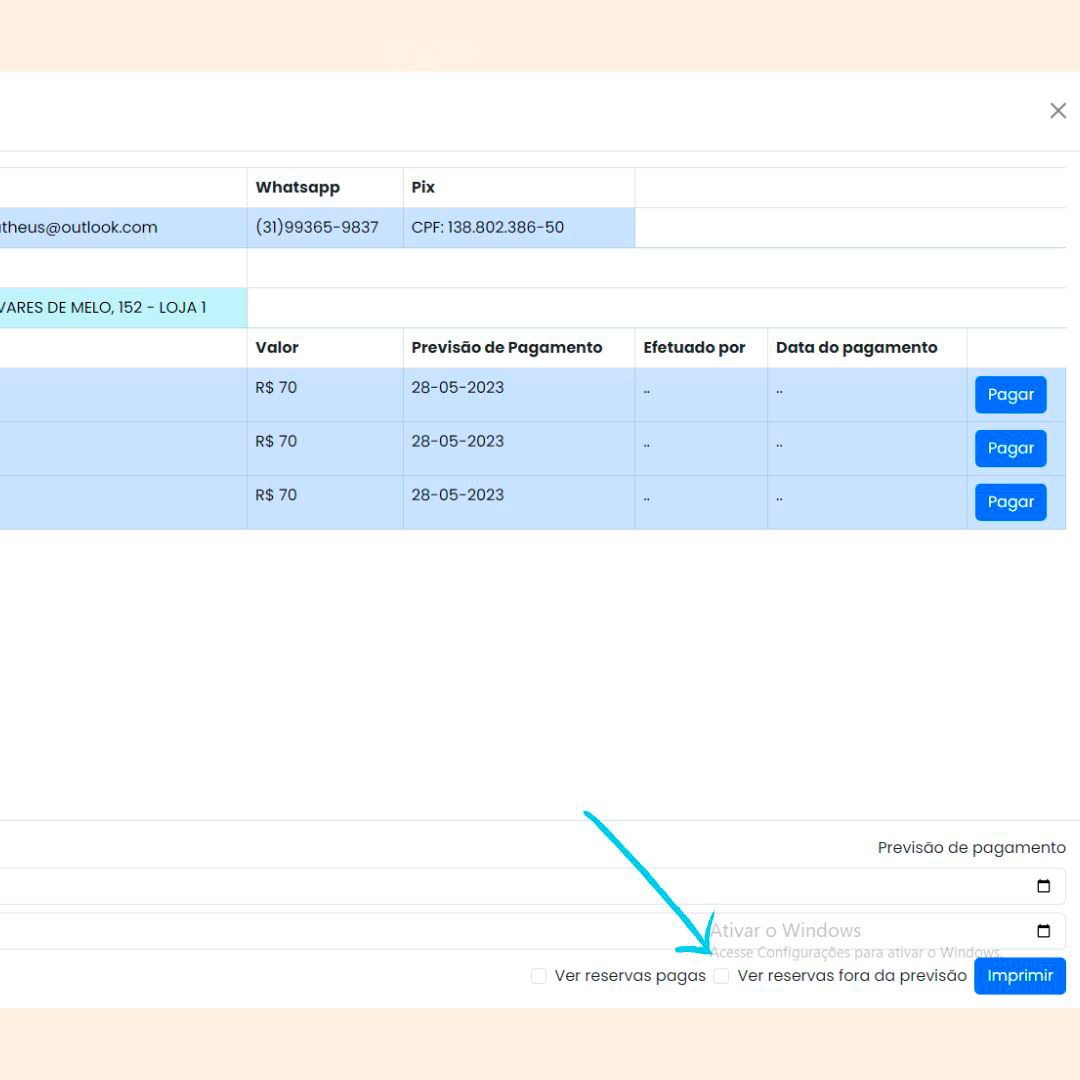 Whatsapp Pix
theus@outlook.com (31)99365-9837 CPF: 138.802.386-50
VARES DE MELO, 152 - LOJA 1
Valor Previsão de Pagamento Efetuado por Data do pagamento
R$ 70 28-05-2023 .. .. Pagar
R$ 70 28-05-2023 .. .. Pagar
R$ 70 28-05-2023 .. .. Pagar
Previsão de pagamento
Ativar o Windows
Acesse Configurações para ativar o Windows.
Ver reservas pagas Ver reservas fora da previsão Imprimir